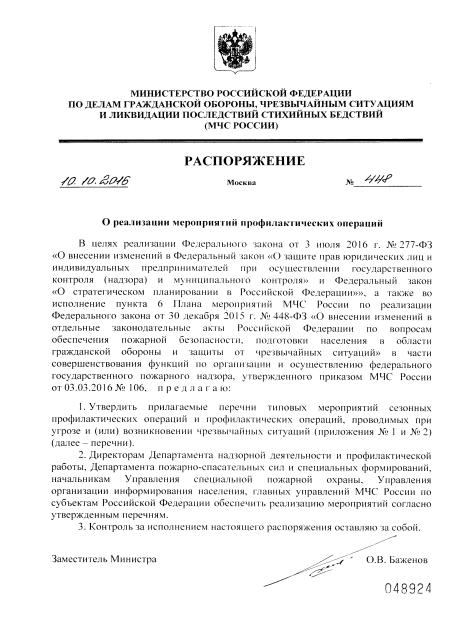 МИНИСТЕРСТВО РОССИЙСКОЙ ФЕДЕРАЦИИ
ПО ДЕЛАМ ГРАЖДАНСКОЙ ОБОРОНЫ, ЧРЕЗВЫЧАЙНЫМ СИТУАЦИЯМ
И ЛИКВИДАЦИИ ПОСЛЕДСТВИЙ СТИХИЙНЫХ БЕДСТВИЙ
(МЧС РОССИИ)
РАСПОРЯЖЕНИЕ
10.10.2016 Москва № 448
О реализации мероприятий профилактических операций
В целях реализации Федерального закона от 3 июля 2016 г. № 277-ФЗ
«О внесении изменений в Федеральный закон «О защите прав юридических лиц и
индивидуальных предпринимателей при осуществлении государственного
контроля (надзора) и муниципального контроля» и Федеральный закон
«О стратегическом планировании в Российской Федерации»», а также во
исполнение пункта 6 Плана мероприятий МЧС России по реализации
Федерального закона от 30 декабря 2015 г. № 448-ФЗ «О внесении изменений в
отдельные законодательные акты Российской Федерации по вопросам
обеспечения пожарной безопасности, подготовки населения в области
гражданской обороны и защиты от чрезвычайных ситуаций» в части
совершенствования функций по организации и осуществлению федерального
государственного пожарного надзора, утвержденного приказом МЧС России
от 03.03.2016 № 106, предлагаю:
1. Утвердить прилагаемые перечни типовых мероприятий сезонных
профилактических операций и профилактических операций, проводимых при
угрозе и (или) возникновении чрезвычайных ситуаций (приложения № 1 и № 2)
(далее – перечни).
2. Директорам Департамента надзорной деятельности и профилактической
работы, Департамента пожарно-спасательных сил и специальных формирований,
начальникам Управления специальной пожарной охраны, Управления
организации информирования населения, главных управлений МЧС России по
субъектам Российской Федерации обеспечить реализацию мероприятий согласно
утвержденным перечням.
3. Контроль за исполнением настоящего распоряжения оставляю за собой.
Заместитель Министра О.В. Баженов
048924